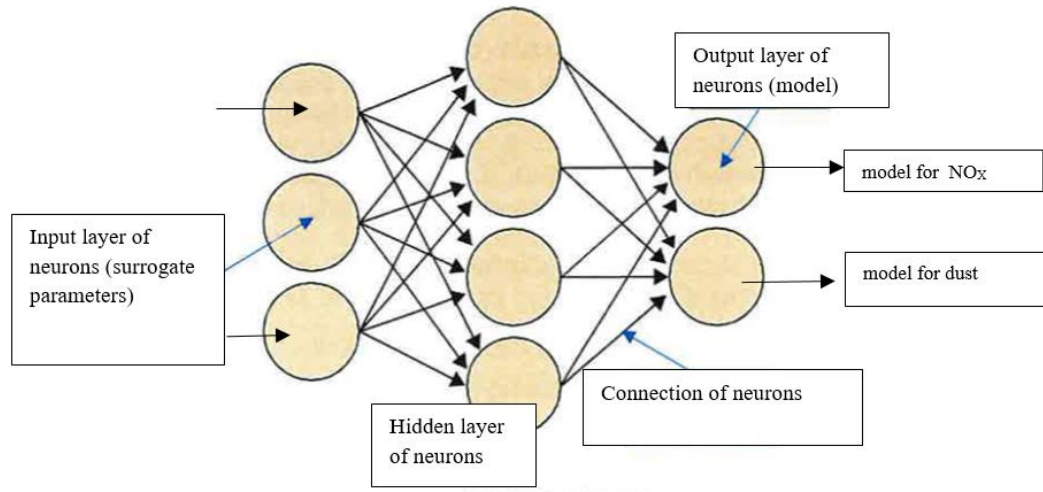 Output layer of
neurons (model)
model for NOX
Input layer of
neurons (surrogate
parameters)
model for dust
Connection of neurons
Hidden layer
of neurons